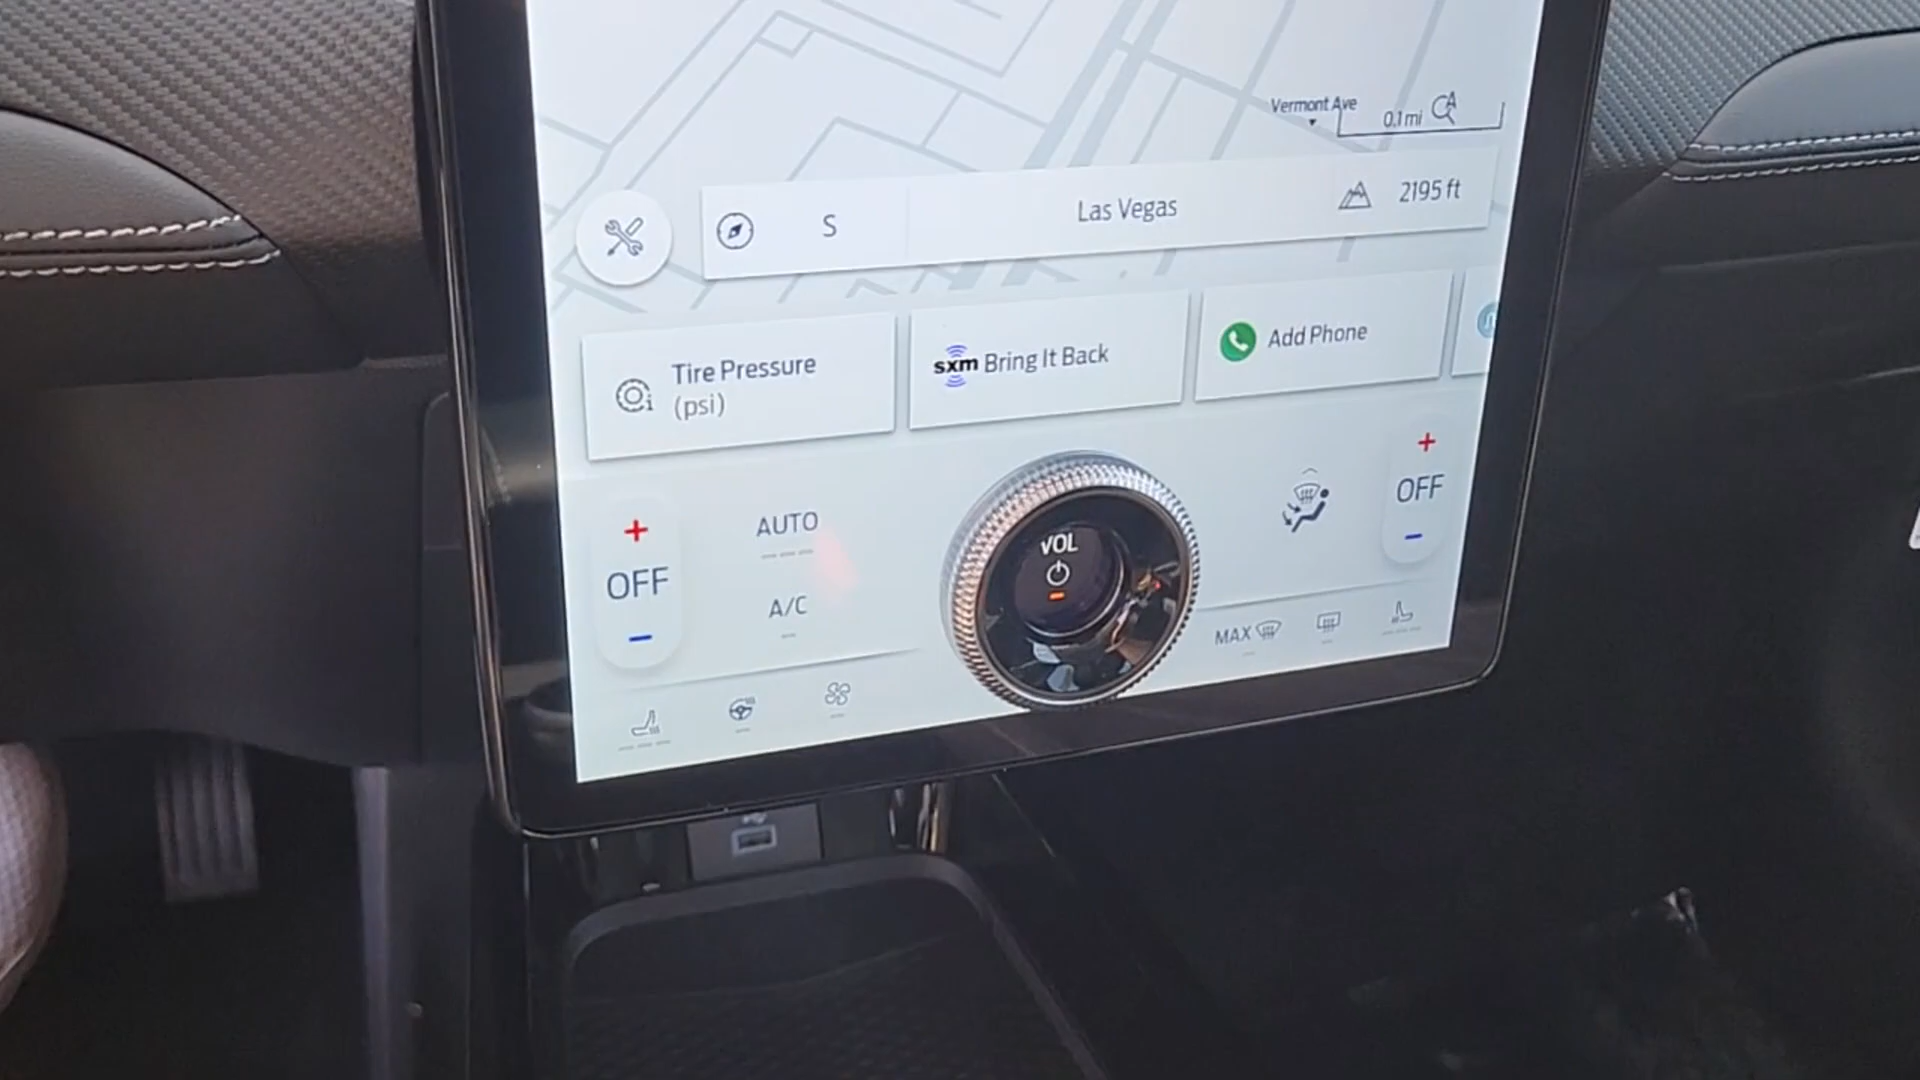 Vermont Ave
0.1 mi
S
Las Vegas
2195 ft
Tire Pressure
(psi)
sxm Bring It Back
Add Phone
+
OFF
-
AUTO
A/C
VOL
+
OFF
-
MAX